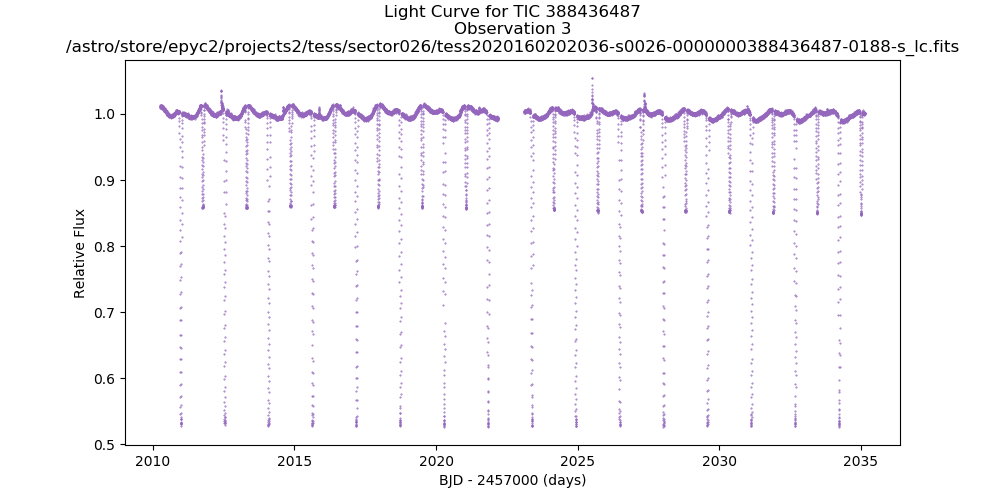 Light Curve for TIC 388436487
Observation 3
/astro/store/epyc2/projects2/tess/sector026/tess2020160202036-s0026-0000000388436487-0188-s_lc.fits
Relative Flux
1.0
0.9
0.8
0.7
0.6
0.5
2010 2015 2020 2025 2030 2035
BJD - 2457000 (days)